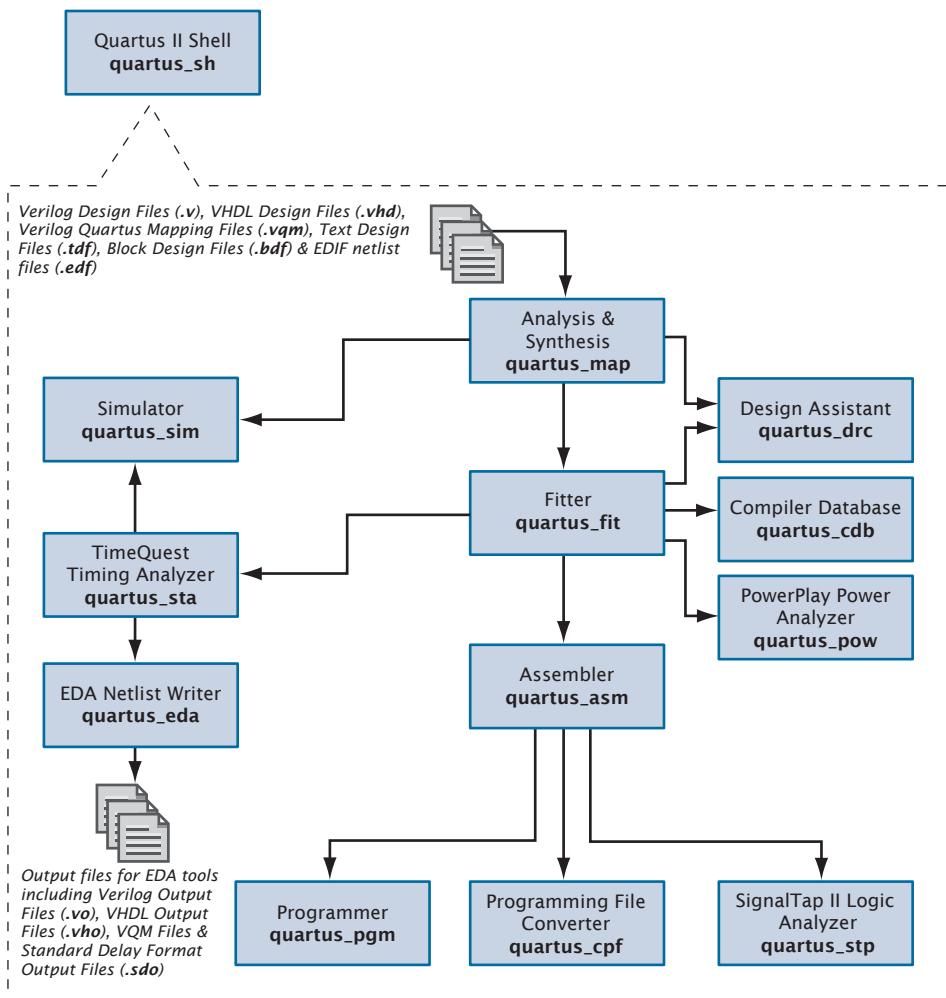 Quartus II Shell
quartus_sh
Verilog Design Files (.v), VHDL Design Files (.vhd),
Verilog Quartus Mapping Files (.vqm), Text Design
Files (.tdf), Block Design Files (.bdf) & EDIF netlist
files (.edf)
Analysis &
Synthesis
quartus_map
Simulator
quartus_sim
Design Assistant
quartus_drc
Fitter
quartus_fit
Compiler Database
quartus_cdb
TimeQuest
Timing Analyzer
quartus_sta
PowerPlay Power
Analyzer
quartus_pow
EDA Netlist Writer
quartus_eda
Assembler
quartus_asm
Output files for EDA tools
including Verilog Output
Files (.vo), VHDL Output
Files (.vho), VQM Files &
Standard Delay Format
Output Files (.sdo)
Programmer
quartus_pgm
Programming File
Converter
quartus_cpf
SignalTap II Logic
Analyzer
quartus_stp